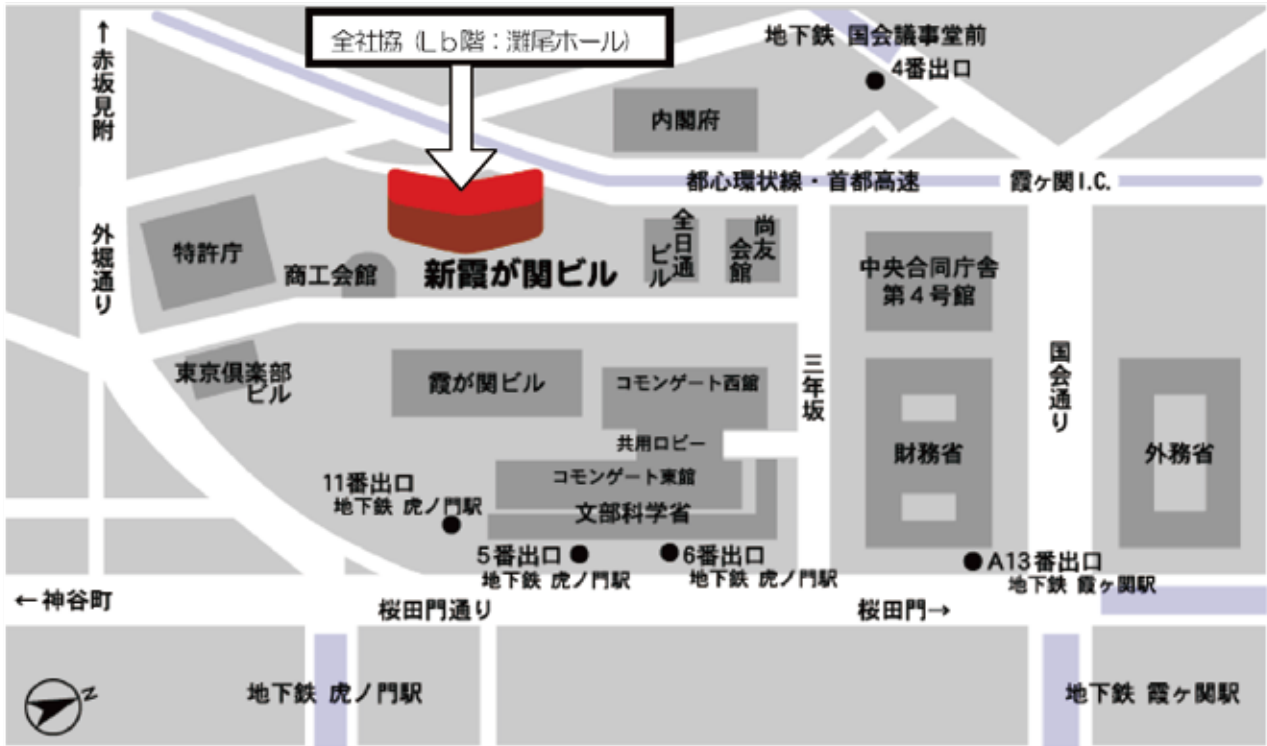 ↑赤坂見附
全社協（Lb階：灘尾ホール）
地下鉄 国会議事堂前
4番出口
内閣府
都心環状線・首都高速
霞ヶ関I.C.
外堀通り
特許庁
商工会館
新霞が関ビル
全日通
ビル
尚友
会館
中央合同庁舎
第４号館
東京倶楽部
ビル
霞が関ビル
コモンゲート西館
三年坂
国会通り
共用ロビー
財務省
外務省
コモンゲート東館
文部科学省
11番出口
地下鉄 虎ノ門駅
5番出口
地下鉄 虎ノ門駅
6番出口
地下鉄 虎ノ門駅
A13番出口
地下鉄 霞ヶ関駅
←神谷町
桜田門通り
桜田門→
地下鉄 虎ノ門駅
地下鉄 霞ヶ関駅
N